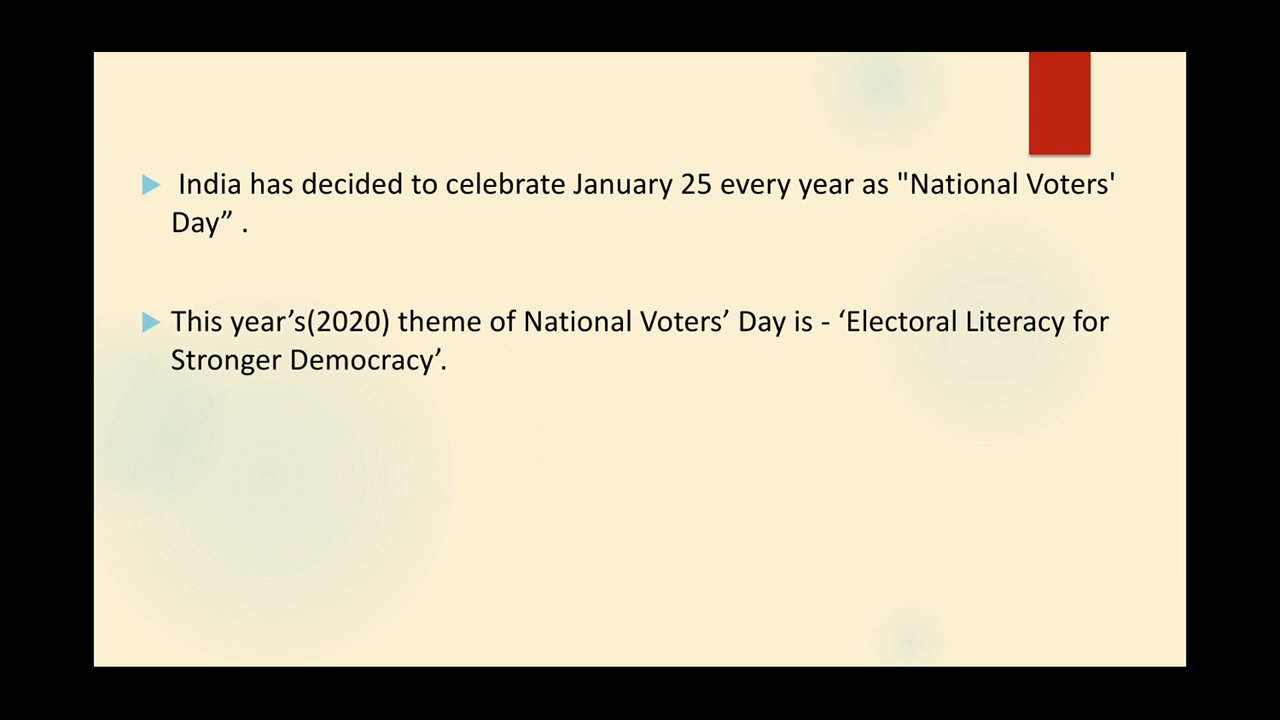 India has decided to celebrate January 25 every year as "National Voters'
Day” .
This year’s(2020) theme of National Voters’ Day is - ‘Electoral Literacy for
Stronger Democracy’.